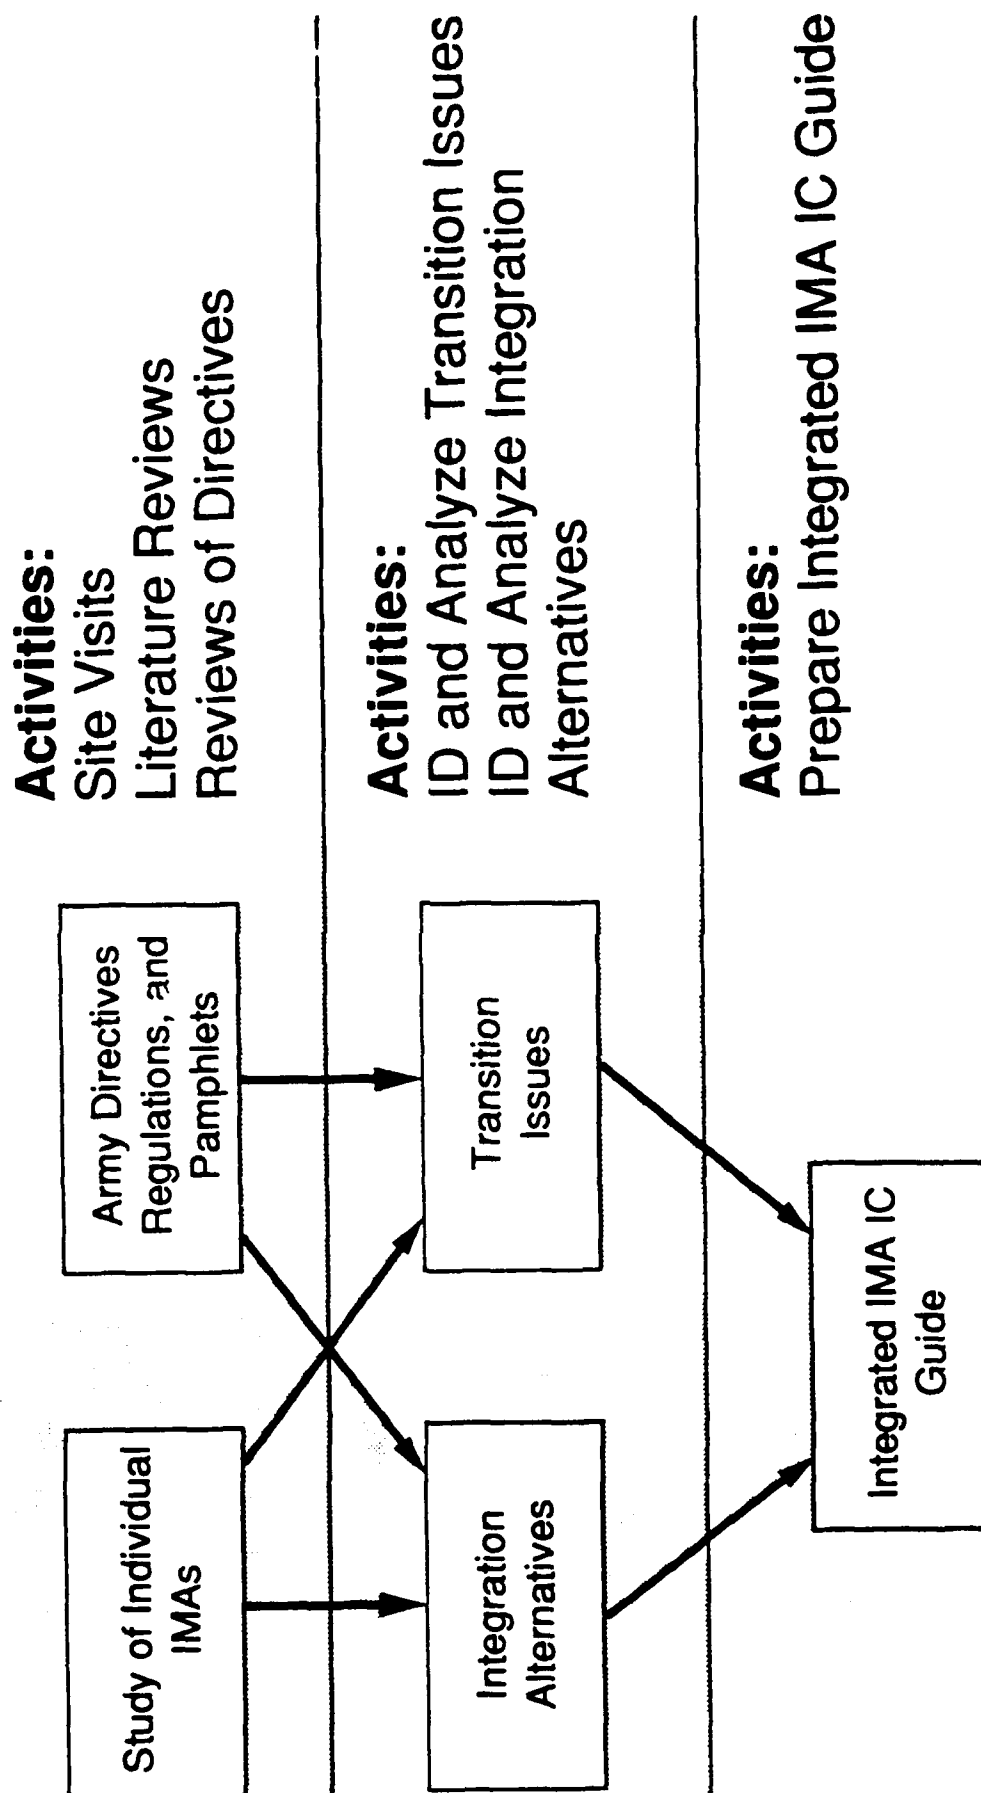 Study of Individual
IMAs
Army Directives
Regulations, and
Pamphlets
Activities:
Site Visits
Literature Reviews
Reviews of Directives
Integration
Alternatives
Transition
Issues
Activities:
ID and Analyze Transition Issues
ID and Analyze Integration
Alternatives
Integrated IMA IC
Guide
Activities:
Prepare Integrated IMA IC Guide